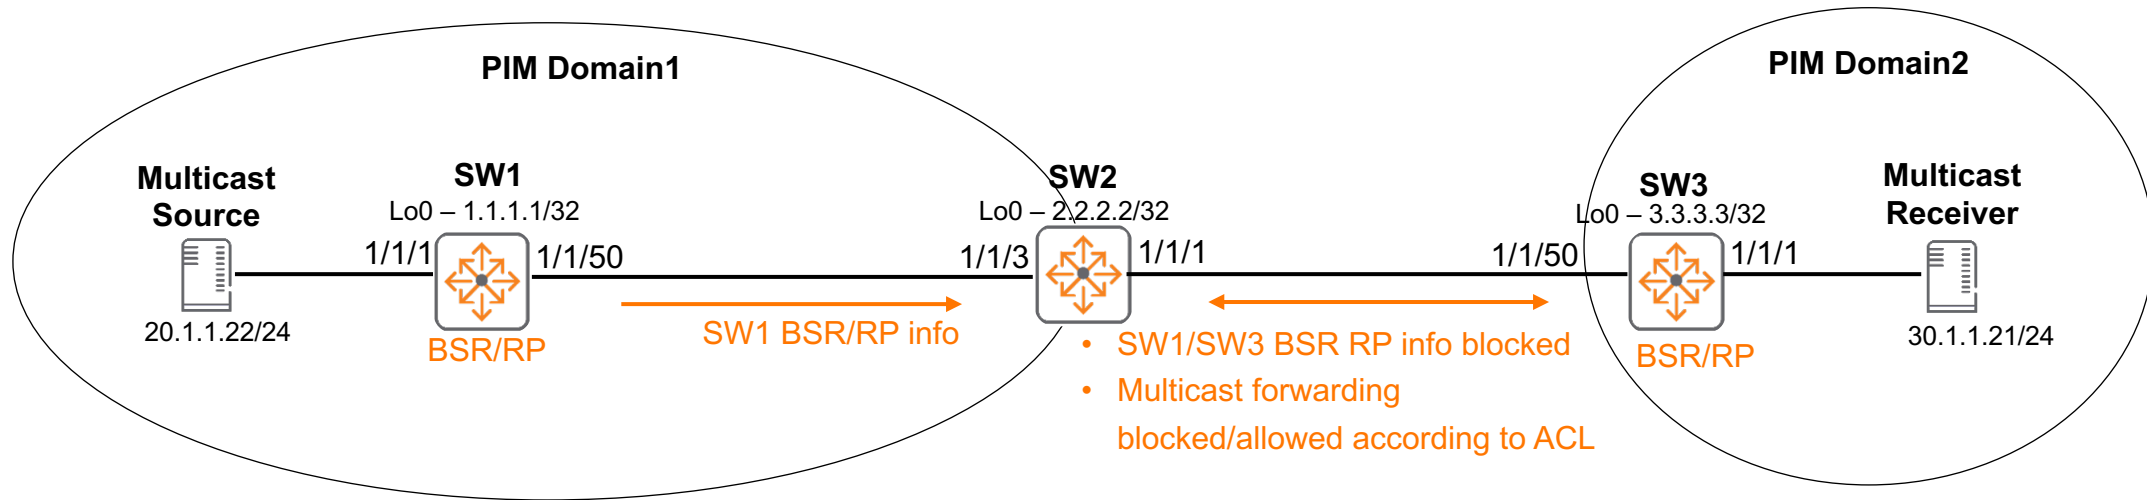 PIM Domain1
PIM Domain2
Multicast
Source
SW1
Lo0 – 1.1.1.1/32
1/1/1
1/1/50
20.1.1.22/24
BSR/RP
SW1 BSR/RP info
SW2
Lo0 – 2.2.2.2/32
1/1/3
1/1/1
• SW1/SW3 BSR RP info blocked
• Multicast forwarding
blocked/allowed according to ACL
SW3
Lo0 – 3.3.3.3/32
1/1/50
1/1/1
BSR/RP
Multicast
Receiver
30.1.1.21/24